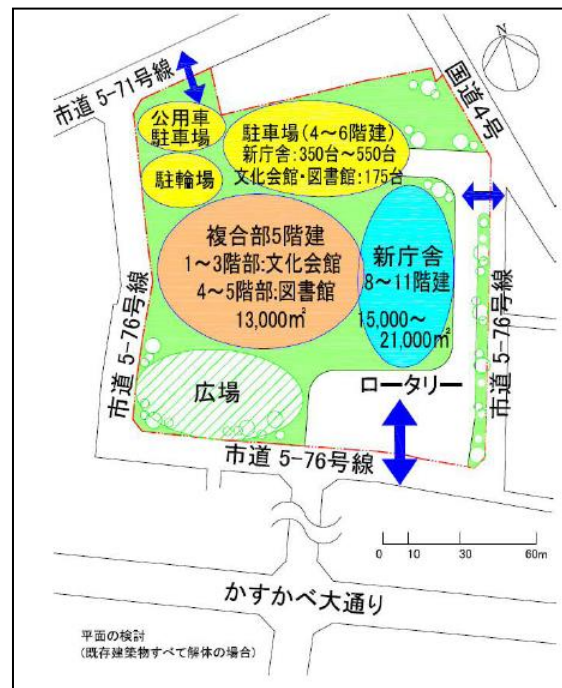 N
市道 5-71号線
国道4号
公用車
駐車場
駐車場(4~6階建)
新庁舎:350台~550台
文化会館・図書館:175台
駐輪場
複合部5階建
1~3階部:文化会館
4~5階部:図書館
13,000㎡
新庁舎
8~11階建
15,000~
21,000㎡
市道 5-76号線
市道 5-76号線
広場
ロータリー
市道 5-76号線
0 10 30 60m
かすかべ大通り
平面の検討
(既存建築物すべて解体の場合)